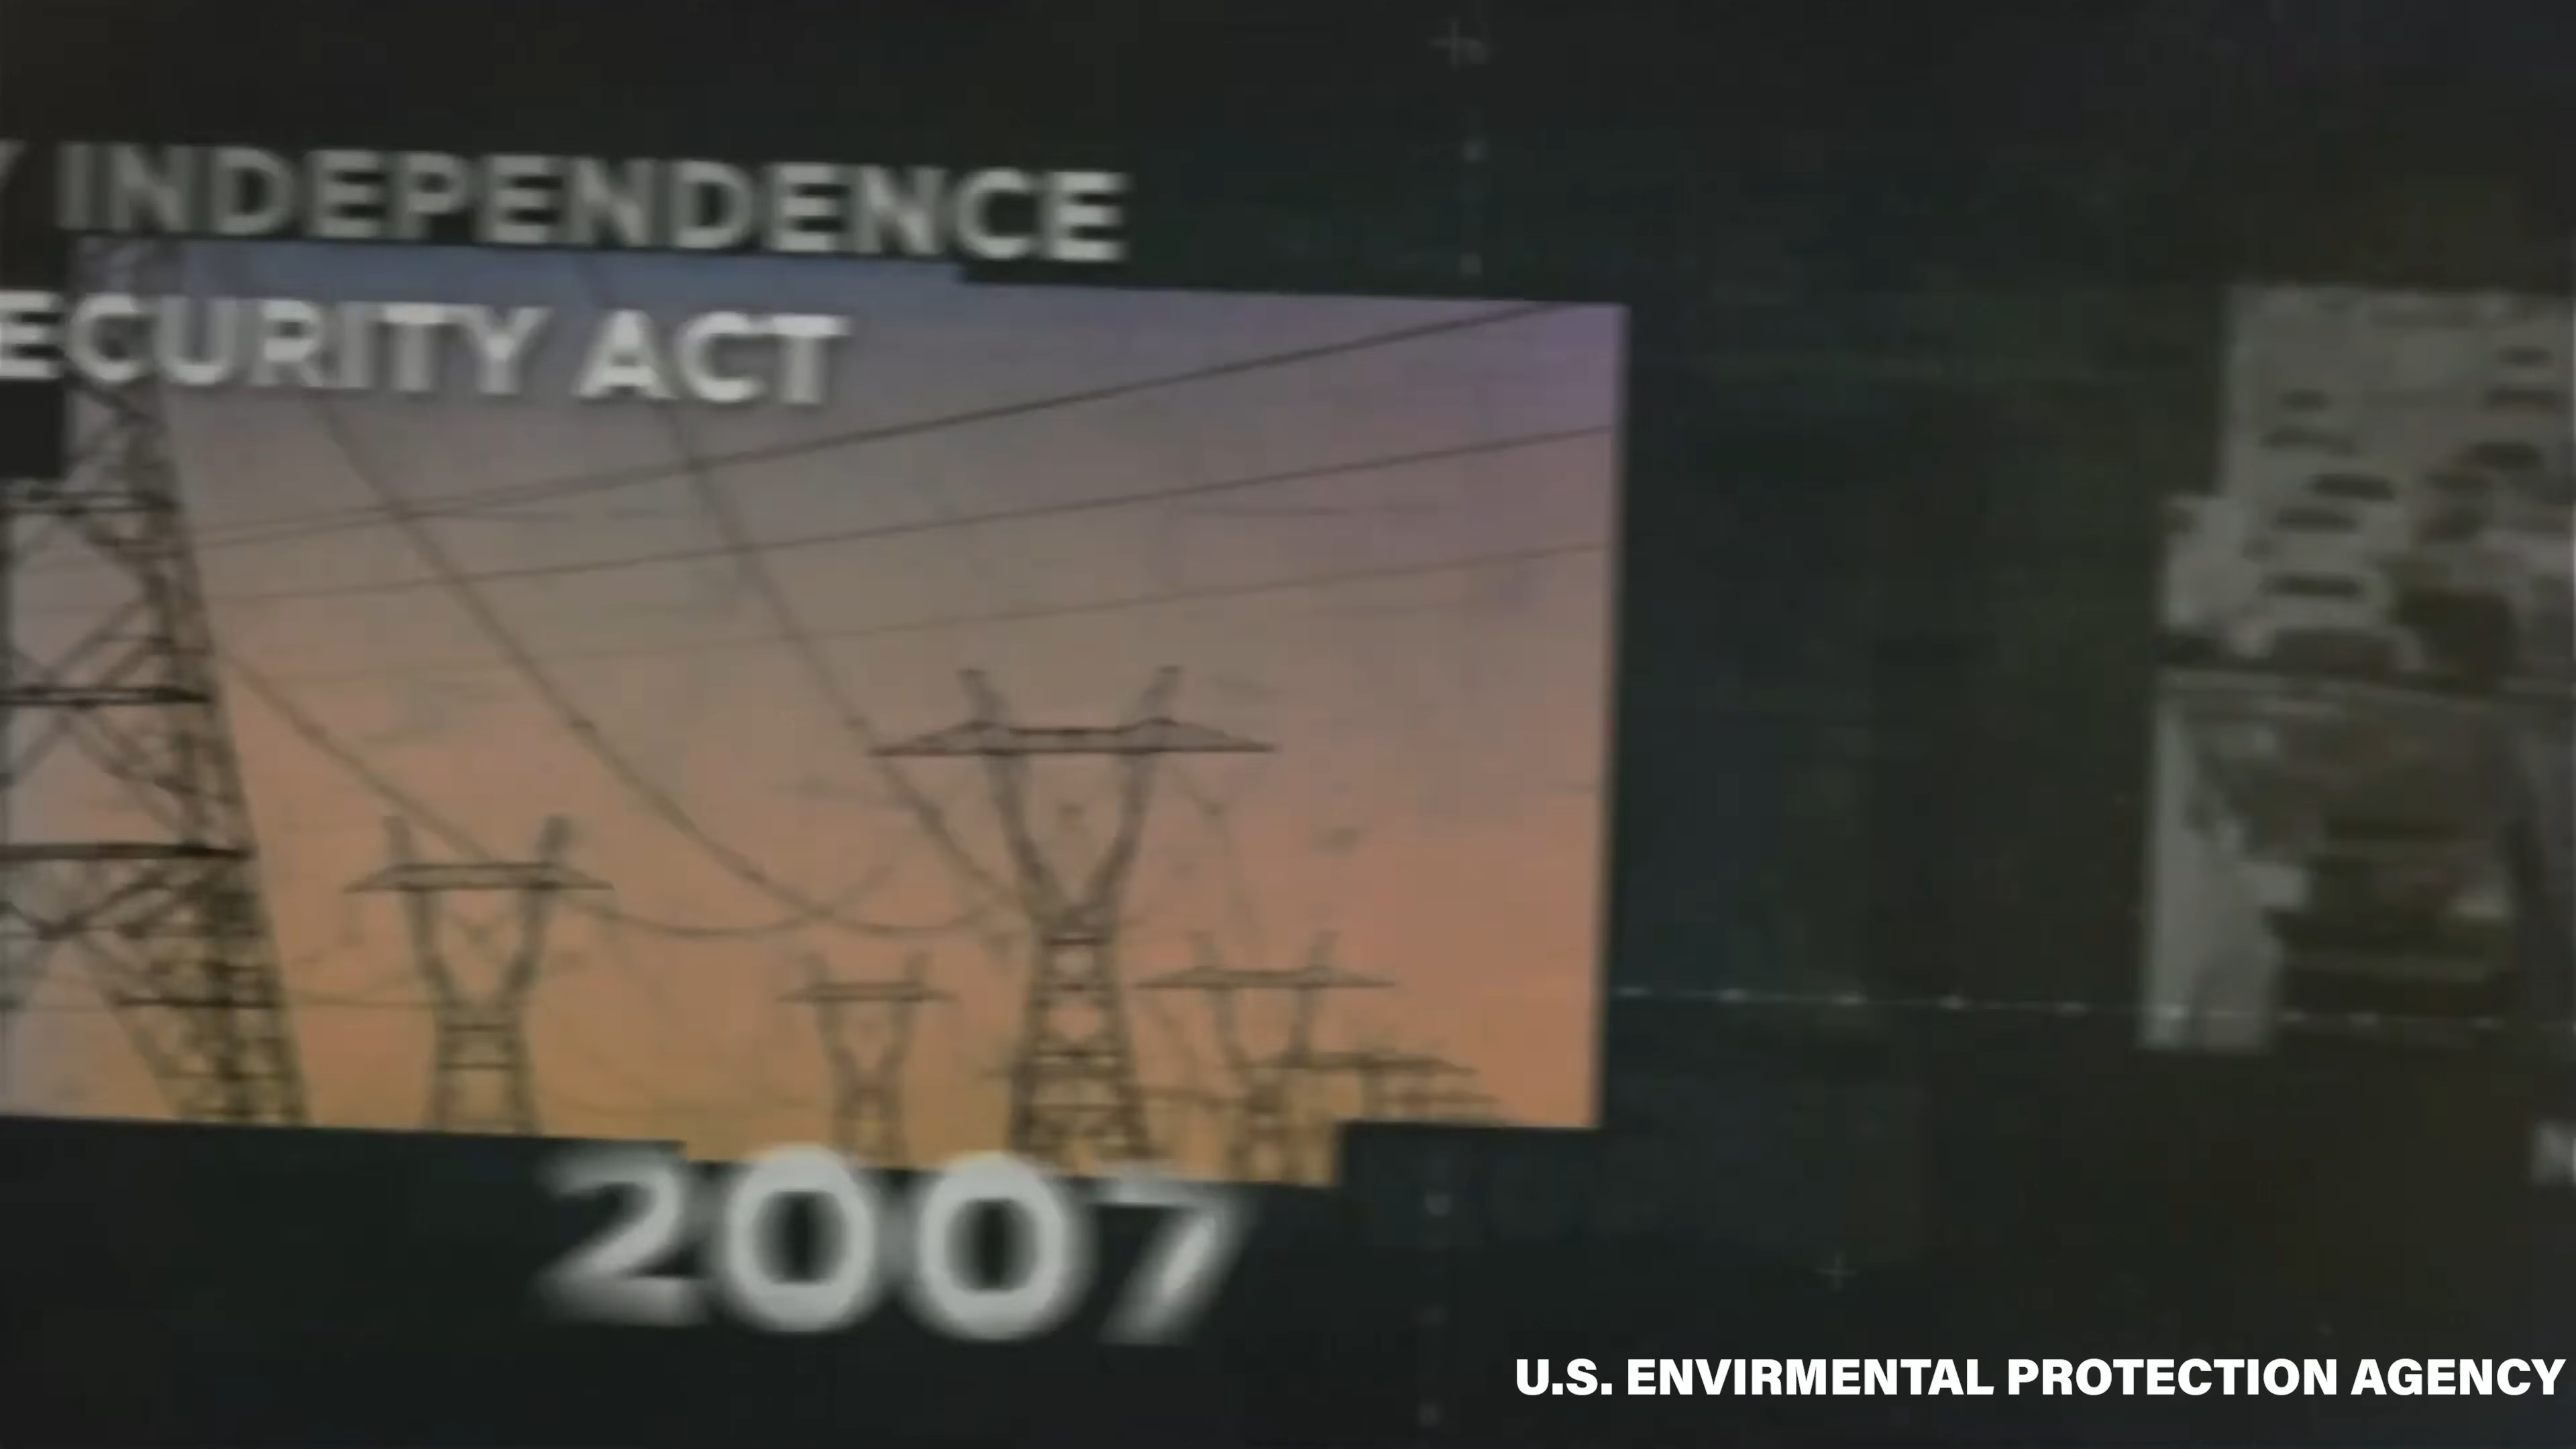 Y INDEPENDENCE
ECURITY ACT
2007
U.S. ENVIRMENTAL PROTECTION AGENCY